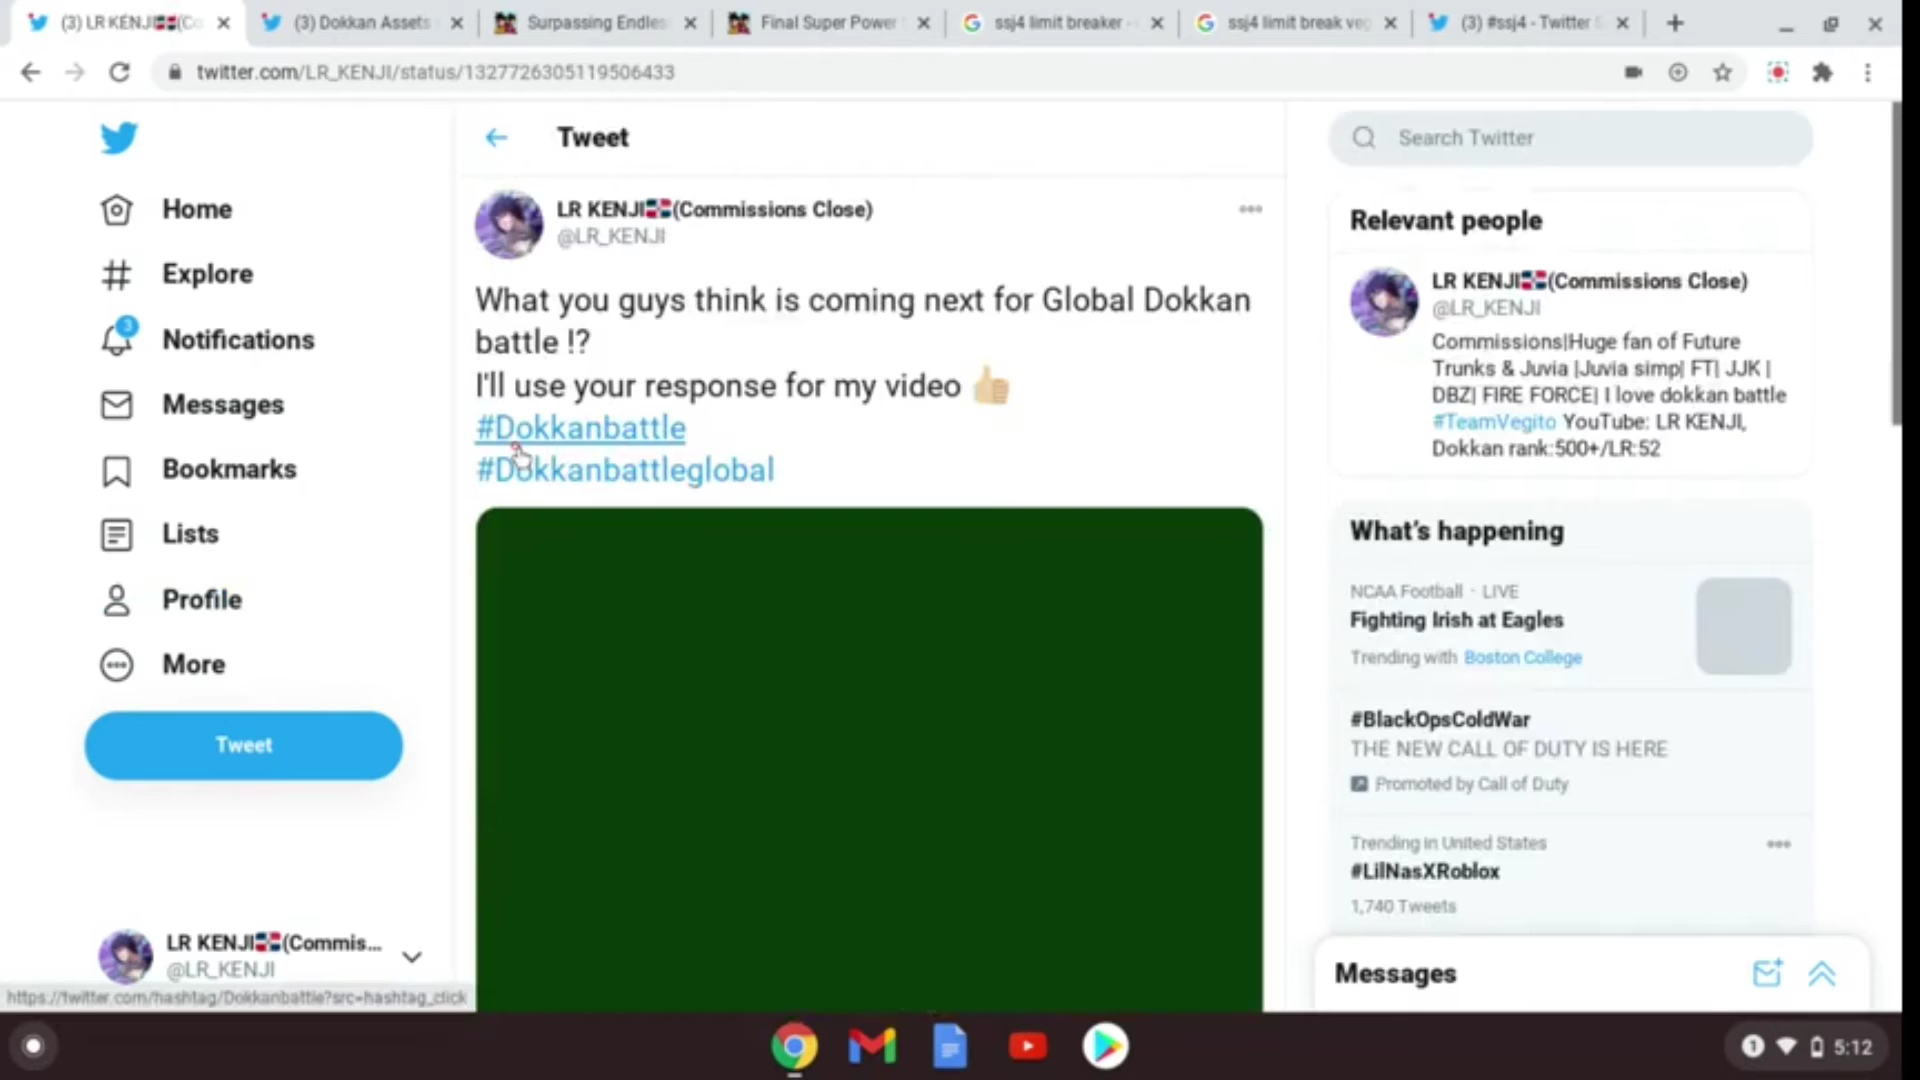 (3) LR KENJI (Co
(3) Dokkan Assets
Surpassing Endles
Final Super Power
ssj4 limit breaker -
ssj4 limit break veg
(3) #ssj4 - Twitter S
twitter.com/LR_KENJI/status/1327726305119506433
Home
Explore
3
Notifications
Messages
Bookmarks
Lists
Profile
More
Tweet
LR KENJI (Commis...
@LR_KENJI
https://twitter.com/hashtag/Dokkanbattle?src=hashtag_click
Tweet
LR KENJI (Commissions Close)
@LR_KENJI
What you guys think is coming next for Global Dokkan
battle !?
I'll use your response for my video
#Dokkanbattle
#Dokkanbattleglobal
Search Twitter
Relevant people
LR KENJI (Commissions Close)
@LR_KENJI
Commissions|Huge fan of Future
Trunks & Juvia |Juvia simp| FT| JJK |
DBZ| FIRE FORCE| I love dokkan battle
#TeamVegito YouTube: LR KENJI,
Dokkan rank:500+/LR:52
What's happening
NCAA Football · LIVE
Fighting Irish at Eagles
Trending with Boston College
#BlackOpsColdWar
THE NEW CALL OF DUTY IS HERE
Promoted by Call of Duty
Trending in United States
#LilNasXRoblox
1,740 Tweets
Messages
1 5:12